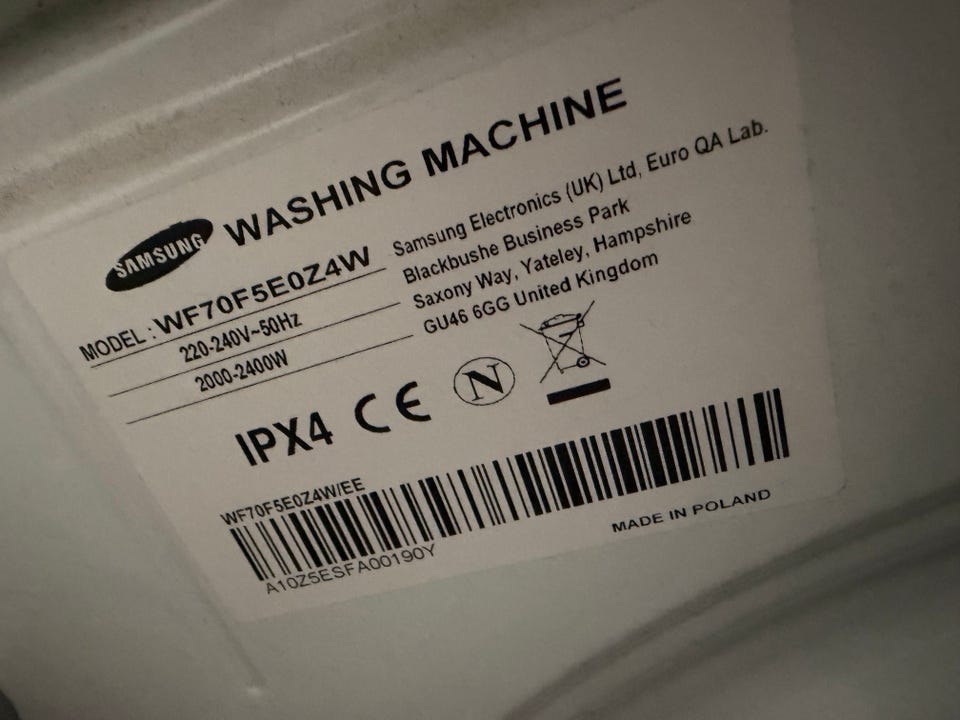 SAMSUNG WASHING MACHINE
MODEL : WF70F5E0Z4W
220-240V~50Hz
2000-2400W
Samsung Electronics (UK) Ltd, Euro QA Lab.
Blackbushe Business Park
Saxony Way, Yateley, Hampshire
GU46 6GG United Kingdom
IPX4 CE N
WF70F5E0Z4W/EE
A10Z5ESFA00190Y
MADE IN POLAND